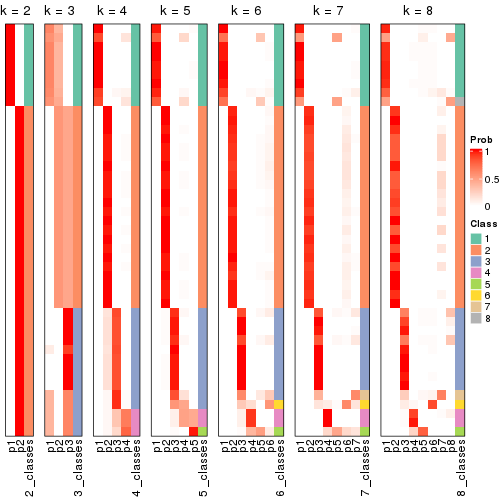 k = 2 k = 3 k = 4 k = 5 k = 6 k = 7 k = 8
Prob
1
0.5
0
Class
1
2
3
4
5
6
7
8
p1 p2 2_classes p1 p2 p3 3_classes p1 p2 p3 p4 4_classes p1 p2 p3 p4 p5 5_classes p1 p2 p3 p4 p5 p6 6_classes p1 p2 p3 p4 p5 p6 p7 7_classes p1 p2 p3 p4 p5 p6 p7 p8 8_classes